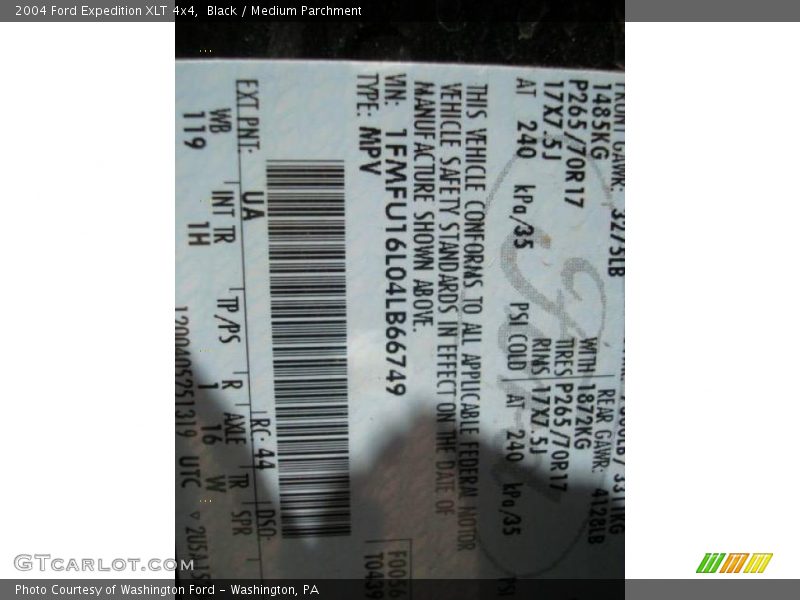 2004 Ford Expedition XLT 4x4, Black / Medium Parchment
FRONT GAWR: 3275LB
1485KG WITH REAR GAWR: 4128LB
P265/70R17 TIRES 1872KG WITH
17X7.5J RIMS P265/70R17
AT 240 kPa/35 PSI COLD 17X7.5J
AT 240 kPa/35
THIS VEHICLE CONFORMS TO ALL APPLICABLE FEDERAL MOTOR
VEHICLE SAFETY STANDARDS IN EFFECT ON THE DATE OF
MANUFACTURE SHOWN ABOVE.
VIN: 1FMFU16L04LB66749
TYPE: MPV
F0066
T0459
EXT PNT: UA RC: 44 DSO:
WB INT TR TP/PS R AXLE TR SPR
119 1H 1 16 W
UTC
GTCARLOT.COM
Photo Courtesy of Washington Ford - Washington, PA